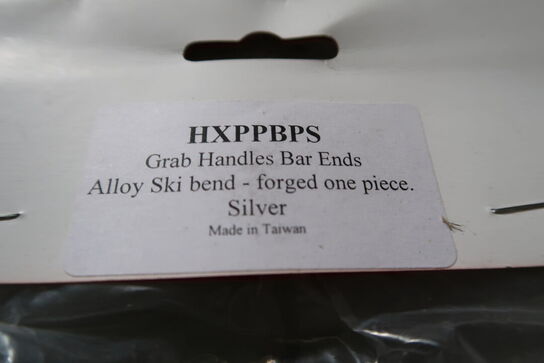 HXPPBPS
Grab Handles Bar Ends
Alloy Ski bend - forged one piece.
Silver
Made in Taiwan